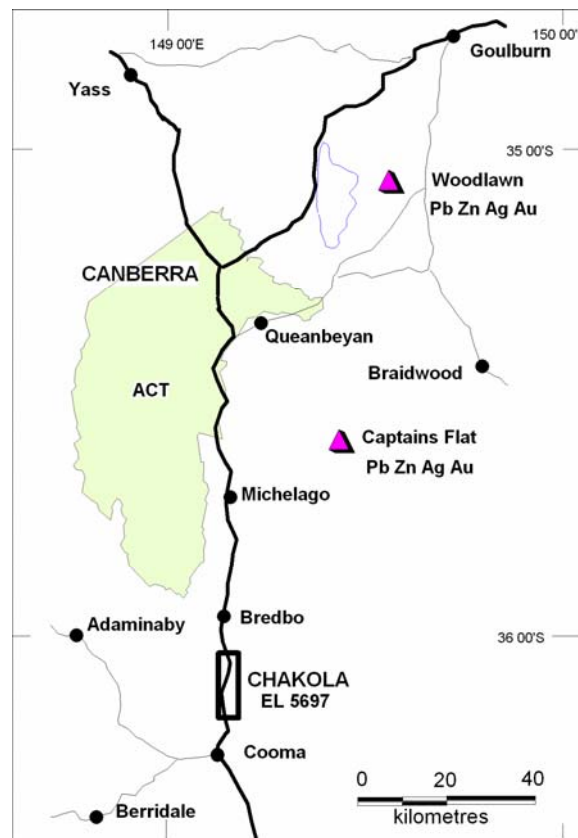 149 00'E
150 00'
Goulburn
Yass
35 00'S
Woodlawn
Pb Zn Ag Au
CANBERRA
Queanbeyan
Braidwood
ACT
Captains Flat
Pb Zn Ag Au
Michelago
Bredbo
Adaminaby
36 00'S
CHAKOLA
EL 5697
Cooma
0 20 40
kilometres
Berridale